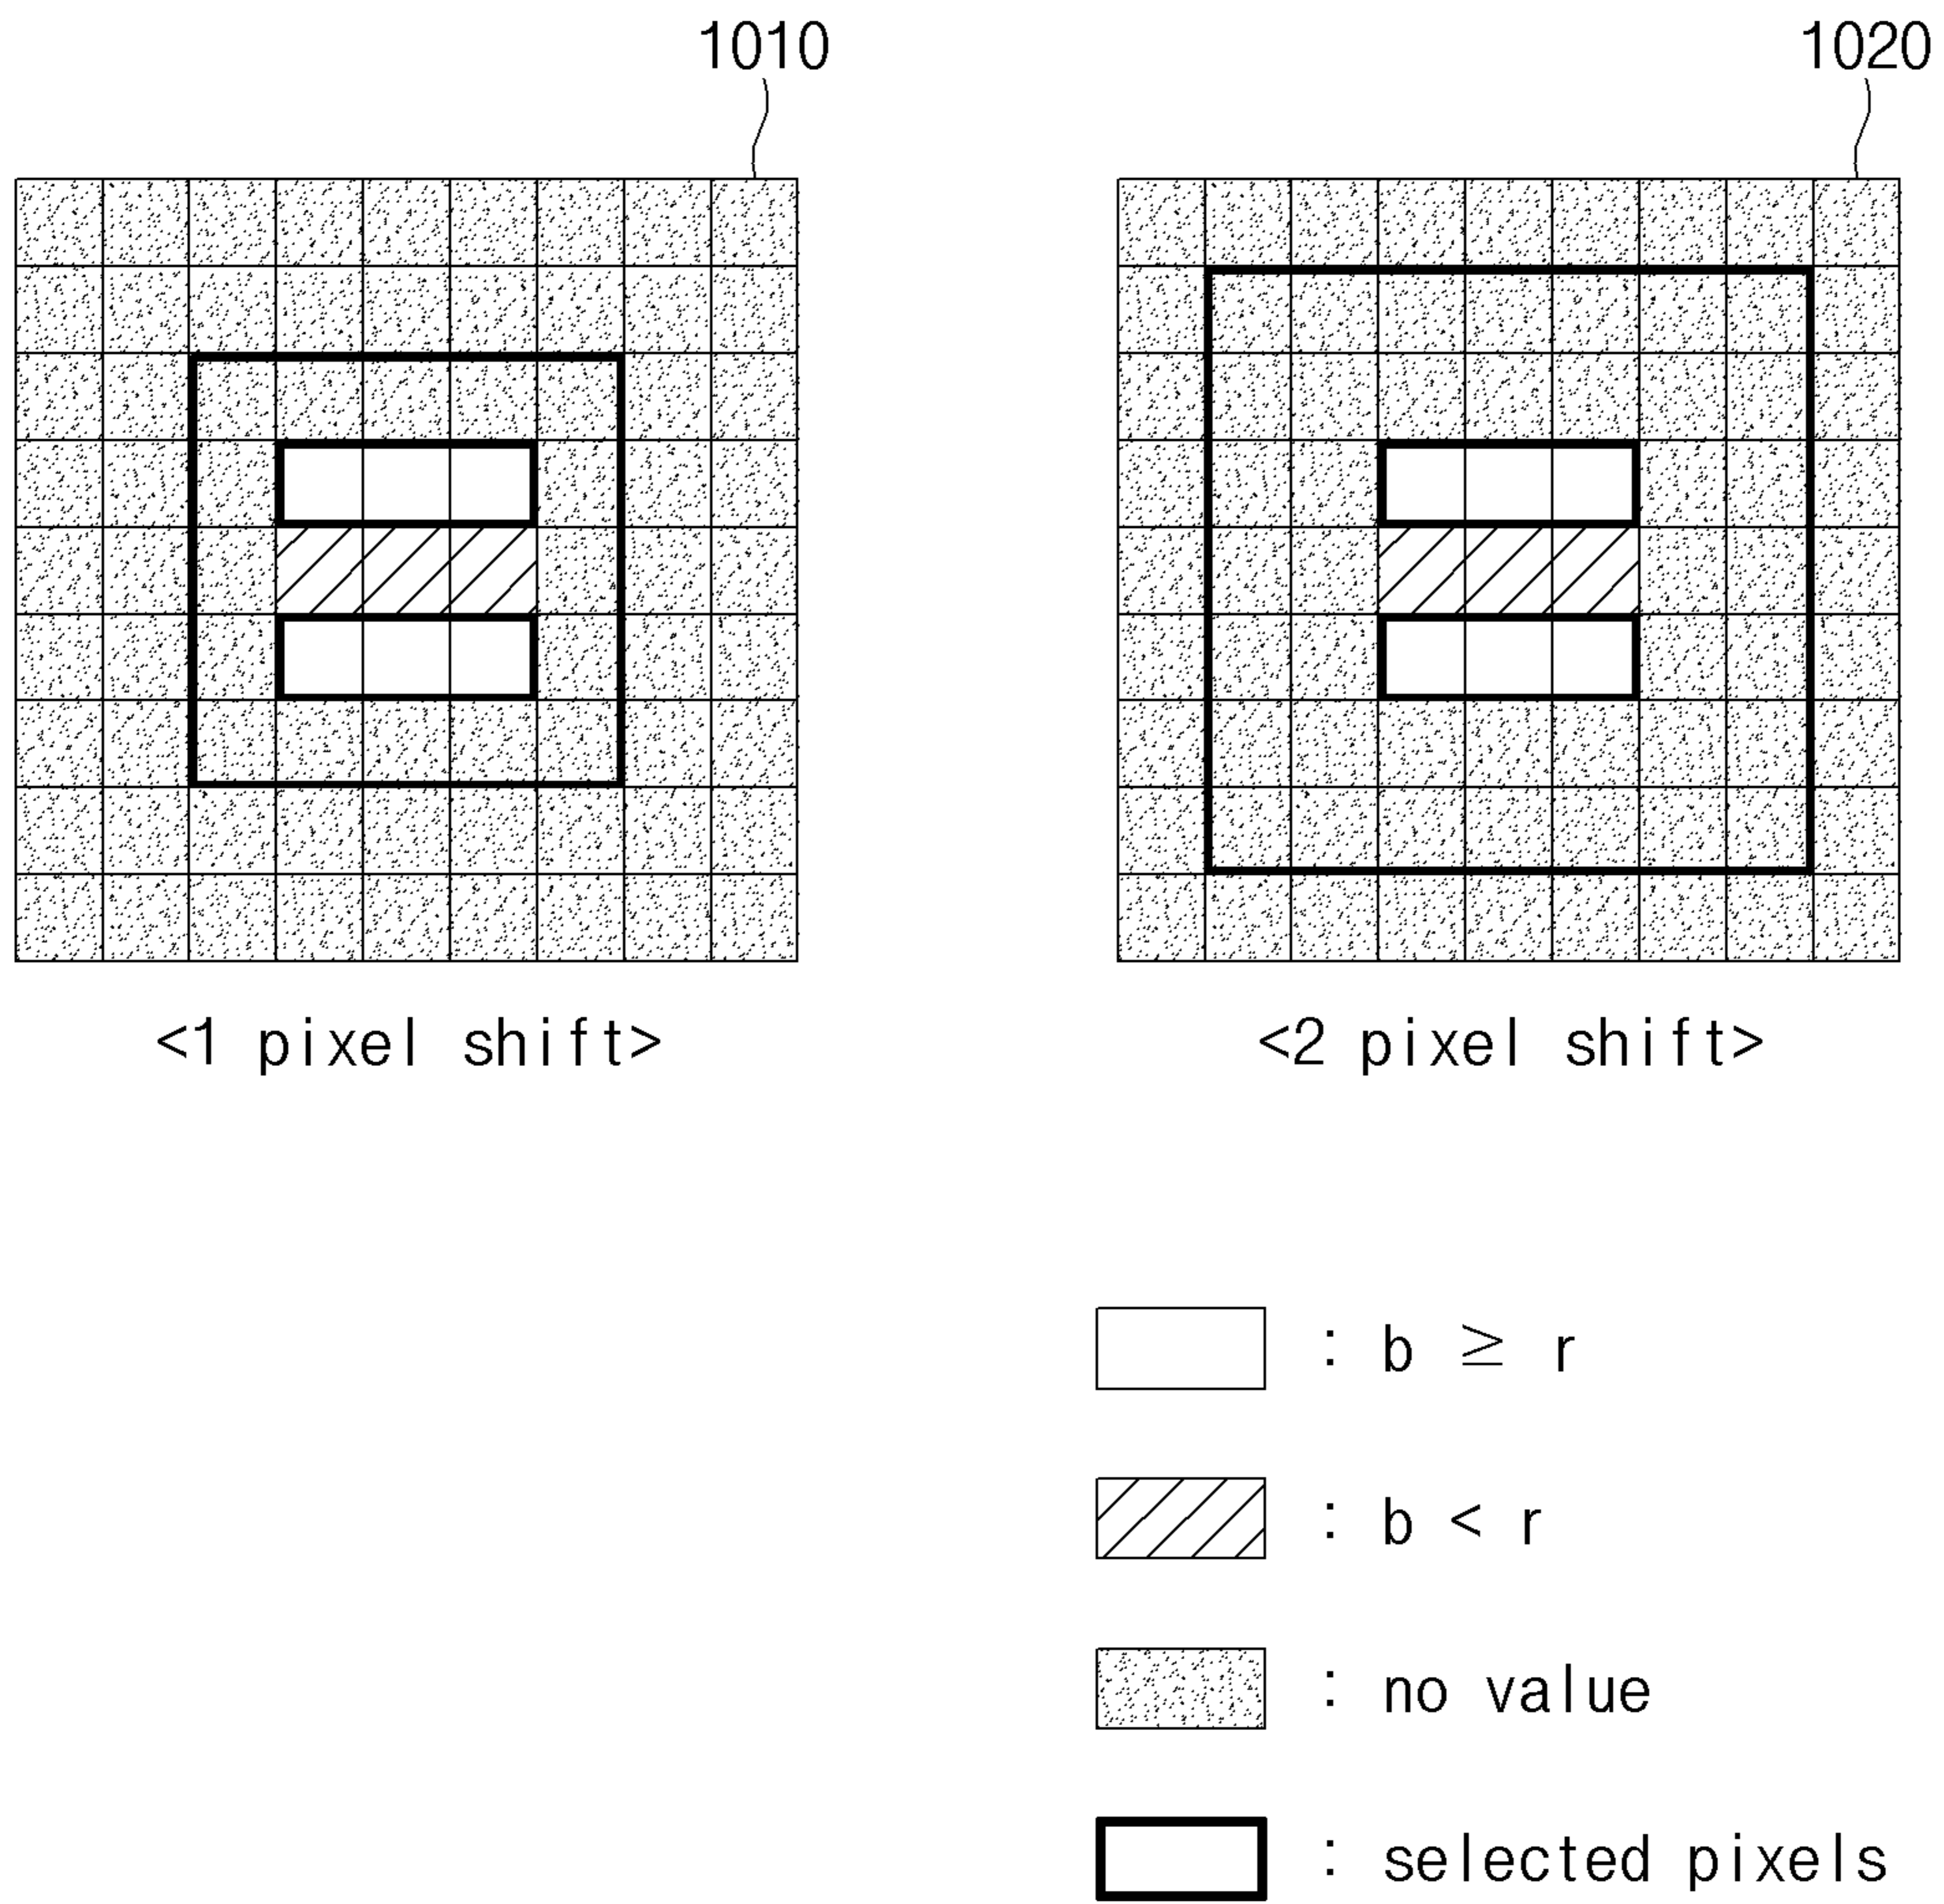 1010
1020
<1 pixel shift>
<2 pixel shift>
: b ≥ r
: b < r
: no value
: selected pixels